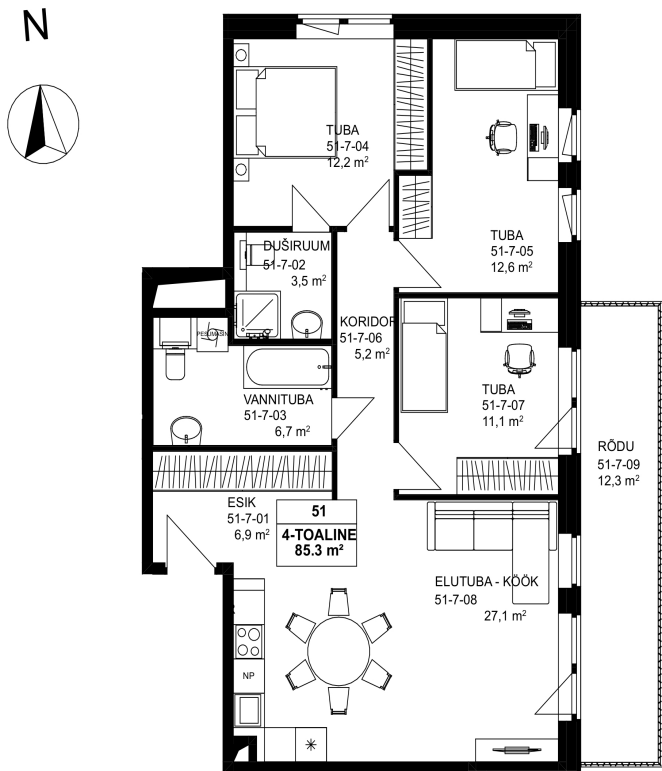 N
TUBA
51-7-04
12,2 m²
TUBA
51-7-05
12,6 m²
DUŠIRUUM
51-7-02
3,5 m²
KORIDOR
51-7-06
5,2 m²
PESUMASIN
VANNITUBA
51-7-03
6,7 m²
TUBA
51-7-07
11,1 m²
RÕDU
51-7-09
12,3 m²
ESIK
51-7-01
6,9 m²
51
4-TOALINE
85.3 m²
ELUTUBA - KÖÖK
51-7-08
27,1 m²
NP